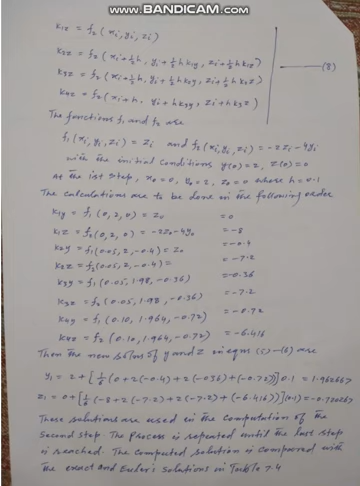 WWW.BANDICAM.COM
K1z = f2 (xi, yi, zi)
K2z = f2 (xi+½h, yi+½hK1y, zi+½hK1z)
K3z = f2 (xi+½h, yi+½hK2y, zi+½hK2z)
(8)
K4z = f2 (xi+h, yi+hK3y, zi+hK3z)
The functions f1 and f2 are
f1(xi, yi, zi) = zi and f2(xi, yi, zi) = -2zi - 4yi
with the initial conditions y(0)=2, z(0)=0
At the 1st step, x0=0, y0=2, z0=0 where h=0.1
The calculations are to be done in the following order
K1y = f1(0,2,0) = z0 = 0
K1z = f2(0,2,0) = -2z0-4y0 = -8
K2y = f1(0.05,2,-0.4) = z0 = -0.4
K2z = f2(0.05,2,-0.4) = = -7.2
K3y = f1(0.05,1.98,-0.36) = -0.36
K3z = f2(0.05,1.98,-0.36) = -7.2
K4y = f1(0.10,1.964,-0.72) = -0.72
K4z = f2(0.10,1.964,-0.72) = -6.416
Then the new solns of y and z in eqns (5)-(6) are
y1 = 2+[⅙(0+2(-0.4)+2(-0.36)+(-0.72))]0.1 = 1.962667
z1 = 0+[⅙(-8+2(-7.2)+2(-7.2)+(-6.416))](0.1) = -0.720267
These solutions are used in the computation of the
second step. The process is repeated until the last step
is reached. The computed solution is compared with
the exact and Euler's solutions in Table 7.4